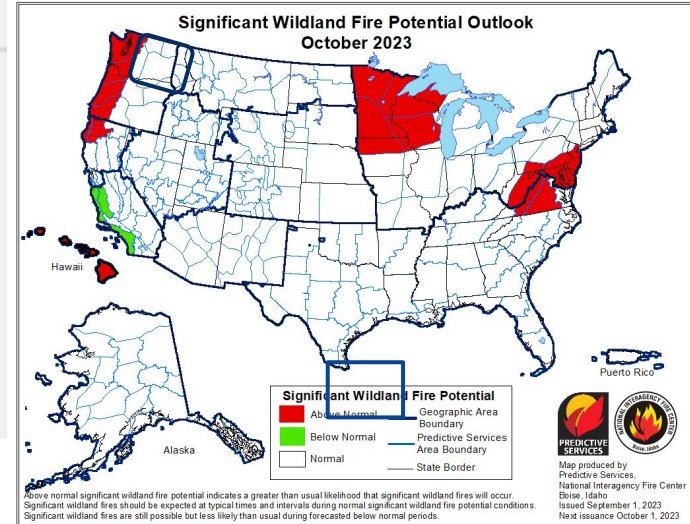 Significant Wildland Fire Potential Outlook
October 2023
Hawaii
Alaska
Puerto Rico
Significant Wildland Fire Potential
Above Normal
Below Normal
Normal
Geographic Area
Boundary
Predictive Services
Area Boundary
State Border
PREDICTIVE
SERVICES
NATIONAL INTERAGENCY FIRE CENTER
Boise, Idaho
Map produced by
Predictive Services,
National Interagency Fire Center
Boise, Idaho
Issued September 1, 2023
Next issuance October 1, 2023
Above normal significant wildland fire potential indicates a greater than usual likelihood that significant wildland fires will occur.
Significant wildland fires should be expected at typical times and intervals during normal significant wildland fire potential conditions.
Significant wildland fires are still possible but less likely than usual during forecasted below normal periods.